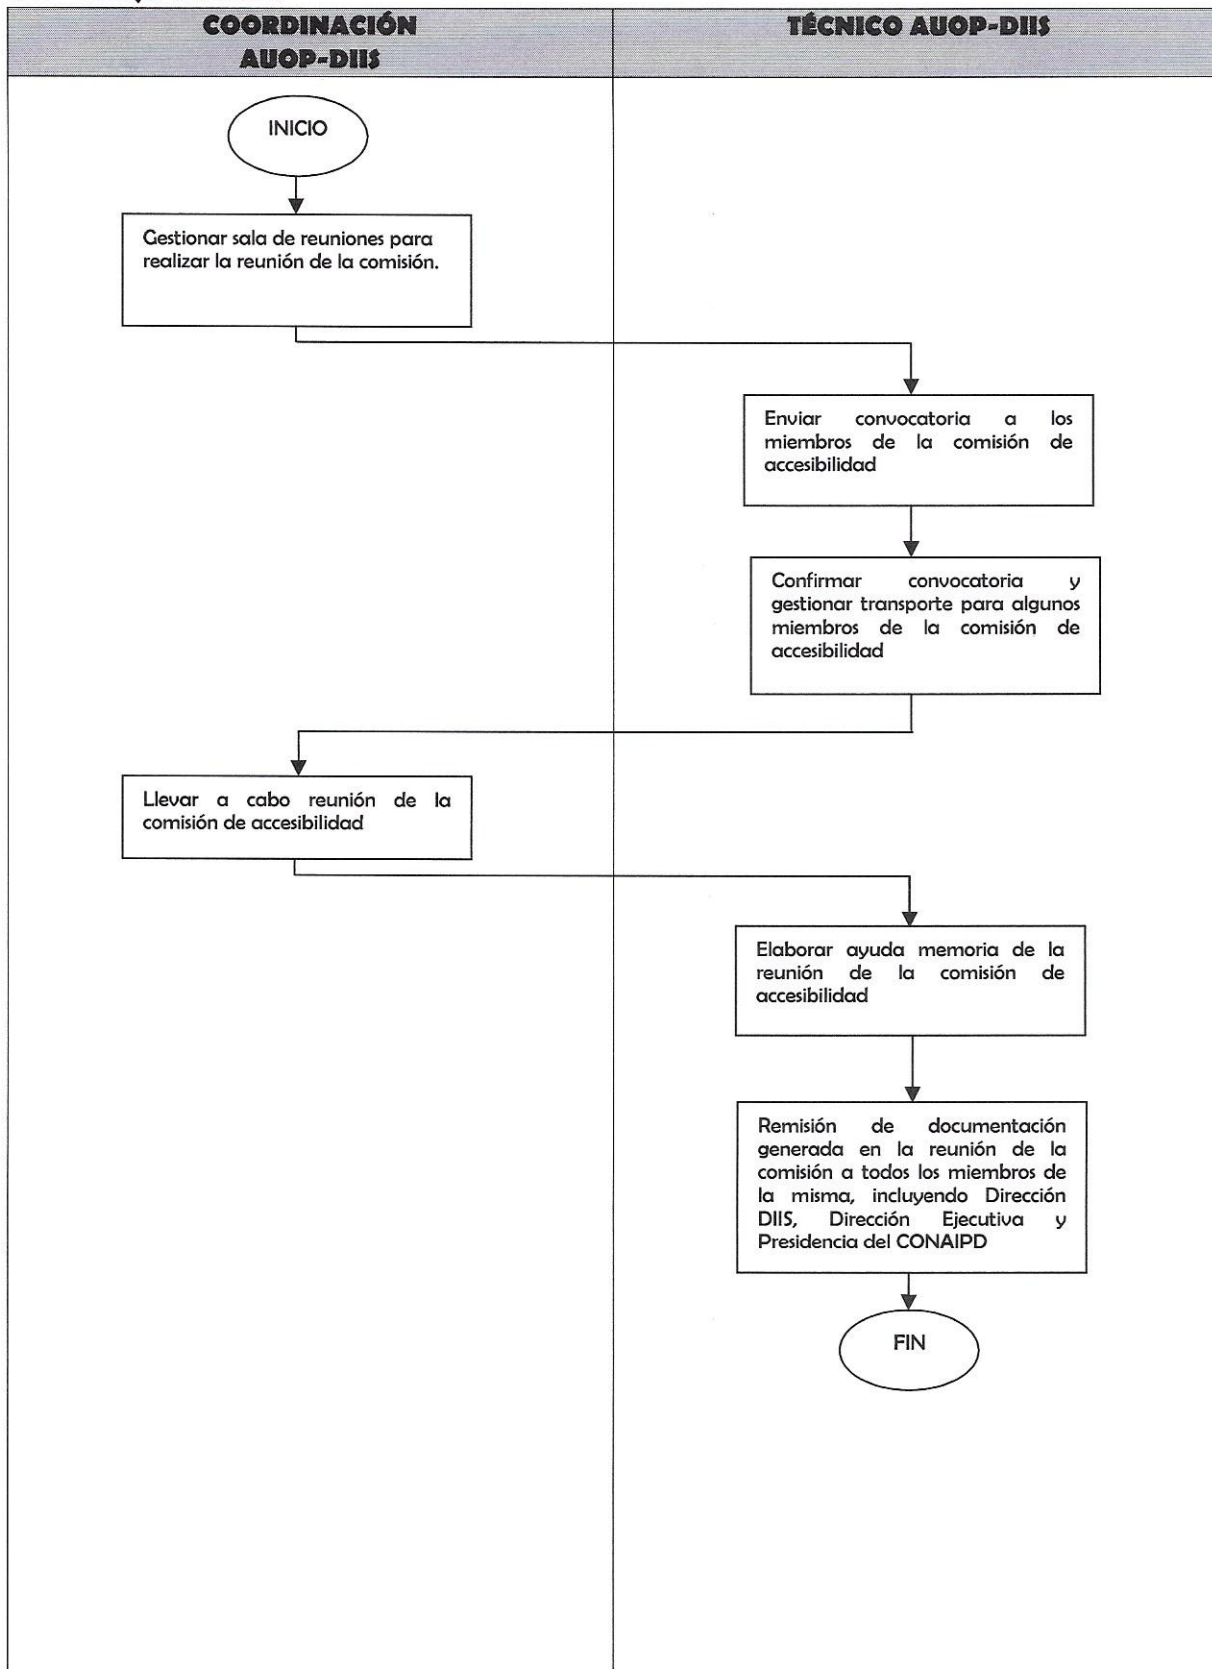 COORDINACIÓN
AUOP-DIIS
TÉCNICO AUOP-DIIS
INICIO
Gestionar sala de reuniones para
realizar la reunión de la comisión.
Enviar convocatoria a los
miembros de la comisión de
accesibilidad
Confirmar convocatoria y
gestionar transporte para algunos
miembros de la comisión de
accesibilidad
Llevar a cabo reunión de la
comisión de accesibilidad
Elaborar ayuda memoria de la
reunión de la comisión de
accesibilidad
Remisión de documentación
generada en la reunión de la
comisión a todos los miembros de
la misma, incluyendo Dirección
DIIS, Dirección Ejecutiva y
Presidencia del CONAIPD
FIN